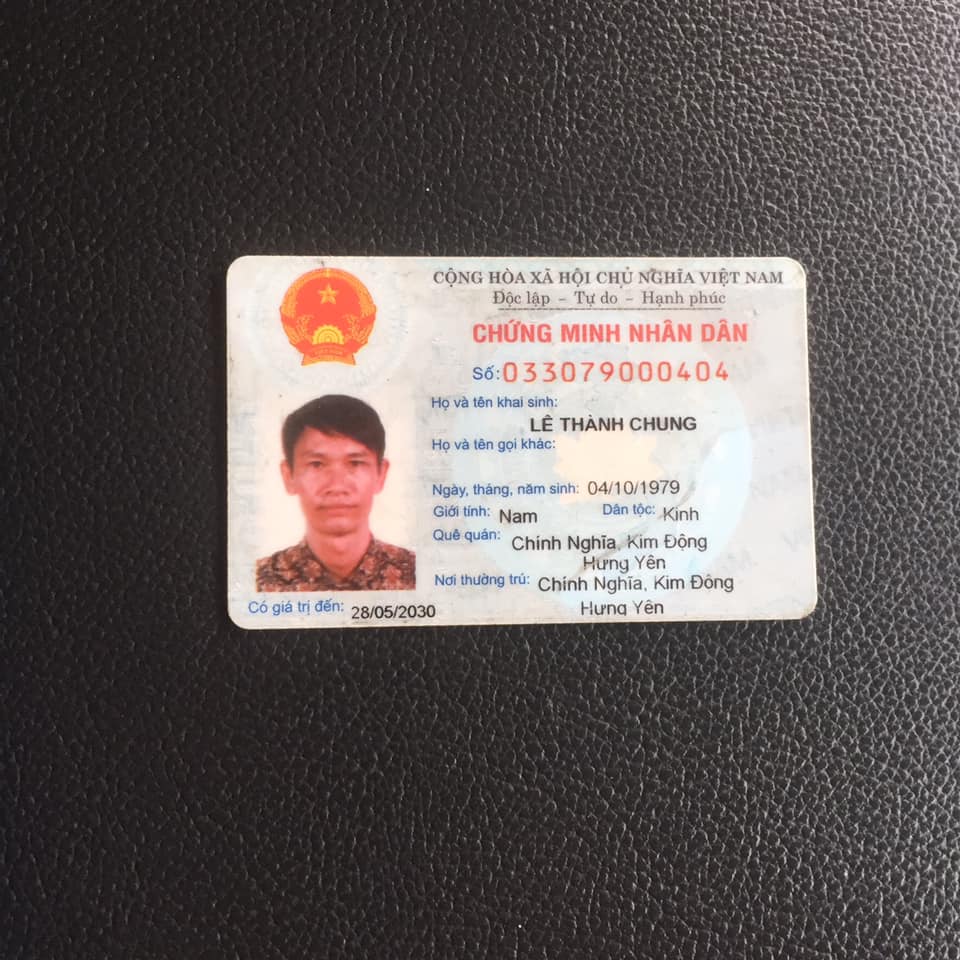 CỘNG HÒA XÃ HỘI CHỦ NGHĨA VIỆT NAM
Độc lập - Tự do - Hạnh phúc
CHỨNG MINH NHÂN DÂN
Số: 033079000404
Họ và tên khai sinh:
LÊ THÀNH CHUNG
Họ và tên gọi khác:
Ngày, tháng, năm sinh: 04/10/1979
Giới tính: Nam Dân tộc: Kinh
Quê quán: Chính Nghĩa, Kim Động
Hưng Yên
Nơi thường trú: Chính Nghĩa, Kim Động
Hưng Yên
Có giá trị đến: 28/05/2030